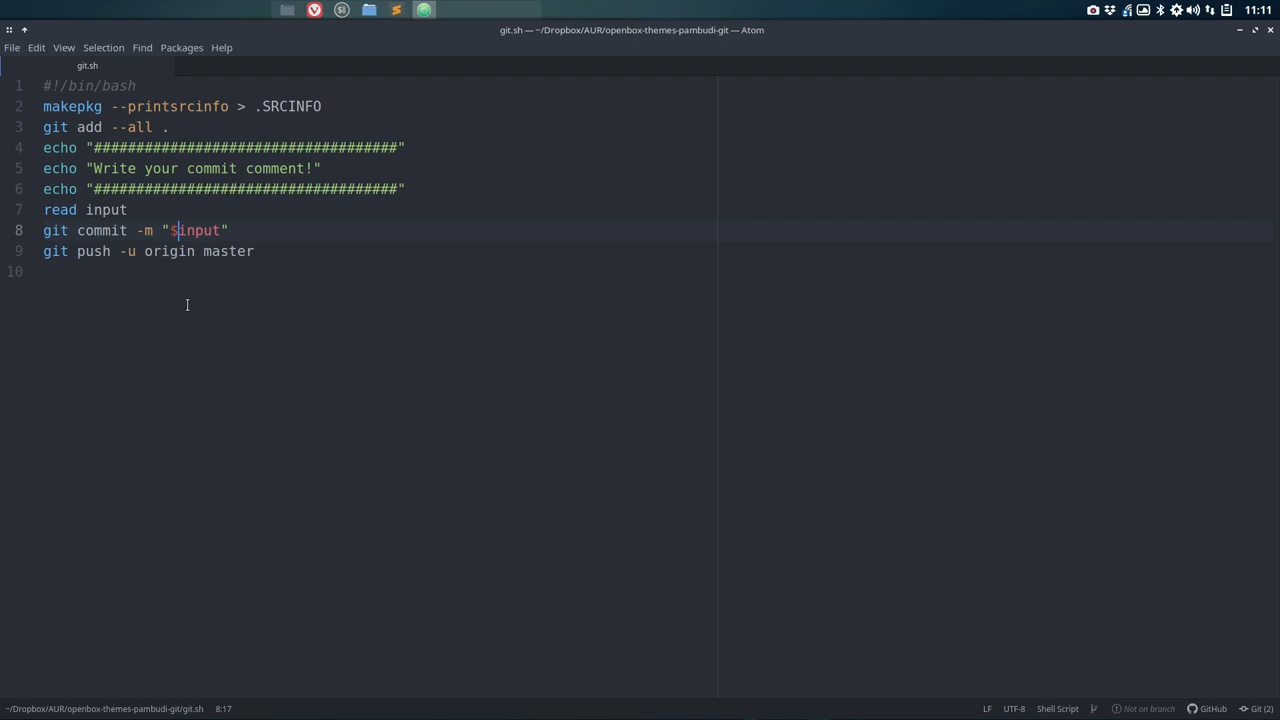 11:11
git.sh — ~/Dropbox/AUR/openbox-themes-pambudi-git — Atom
File Edit View Selection Find Packages Help
git.sh
1 #!/bin/bash
2 makepkg --printsrcinfo > .SRCINFO
3 git add --all .
4 echo "####################################"
5 echo "Write your commit comment!"
6 echo "####################################"
7 read input
8 git commit -m "$input"
9 git push -u origin master
10
~/Dropbox/AUR/openbox-themes-pambudi-git/git.sh 8:17 LF UTF-8 Shell Script Not on branch GitHub Git (2)